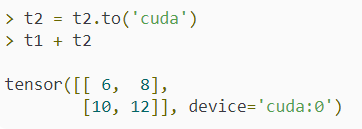 > t2 = t2.to('cuda')
> t1 + t2
tensor([[ 6,  8],
        [10, 12]], device='cuda:0')